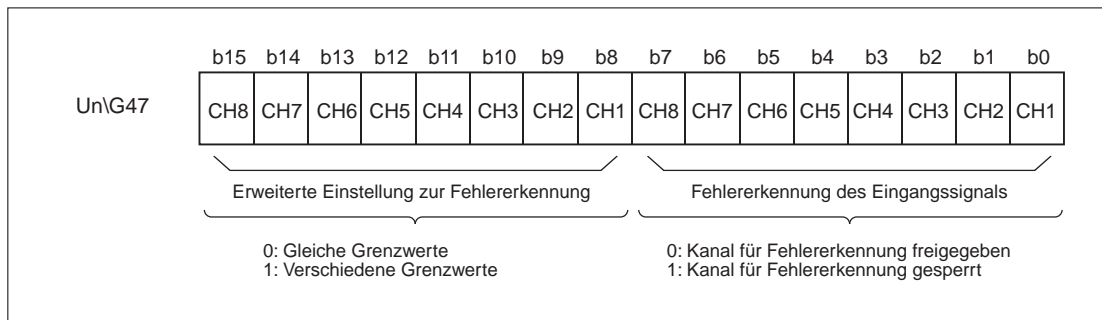 b15 b14 b13 b12 b11 b10 b9 b8 b7 b6 b5 b4 b3 b2 b1 b0
Un\G47 CH8 CH7 CH6 CH5 CH4 CH3 CH2 CH1 CH8 CH7 CH6 CH5 CH4 CH3 CH2 CH1
Erweiterte Einstellung zur Fehlererkennung Fehlererkennung des Eingangssignals
0: Gleiche Grenzwerte 0: Kanal für Fehlererkennung freigegeben
1: Verschiedene Grenzwerte 1: Kanal für Fehlererkennung gesperrt